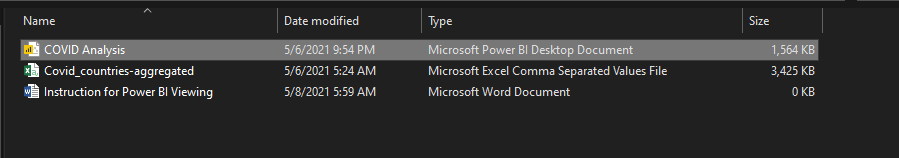 Name Date modified Type Size
COVID Analysis 5/6/2021 9:54 PM Microsoft Power BI Desktop Document 1,564 KB
Covid_countries-aggregated 5/6/2021 5:24 AM Microsoft Excel Comma Separated Values File 3,425 KB
Instruction for Power BI Viewing 5/8/2021 5:59 AM Microsoft Word Document 0 KB